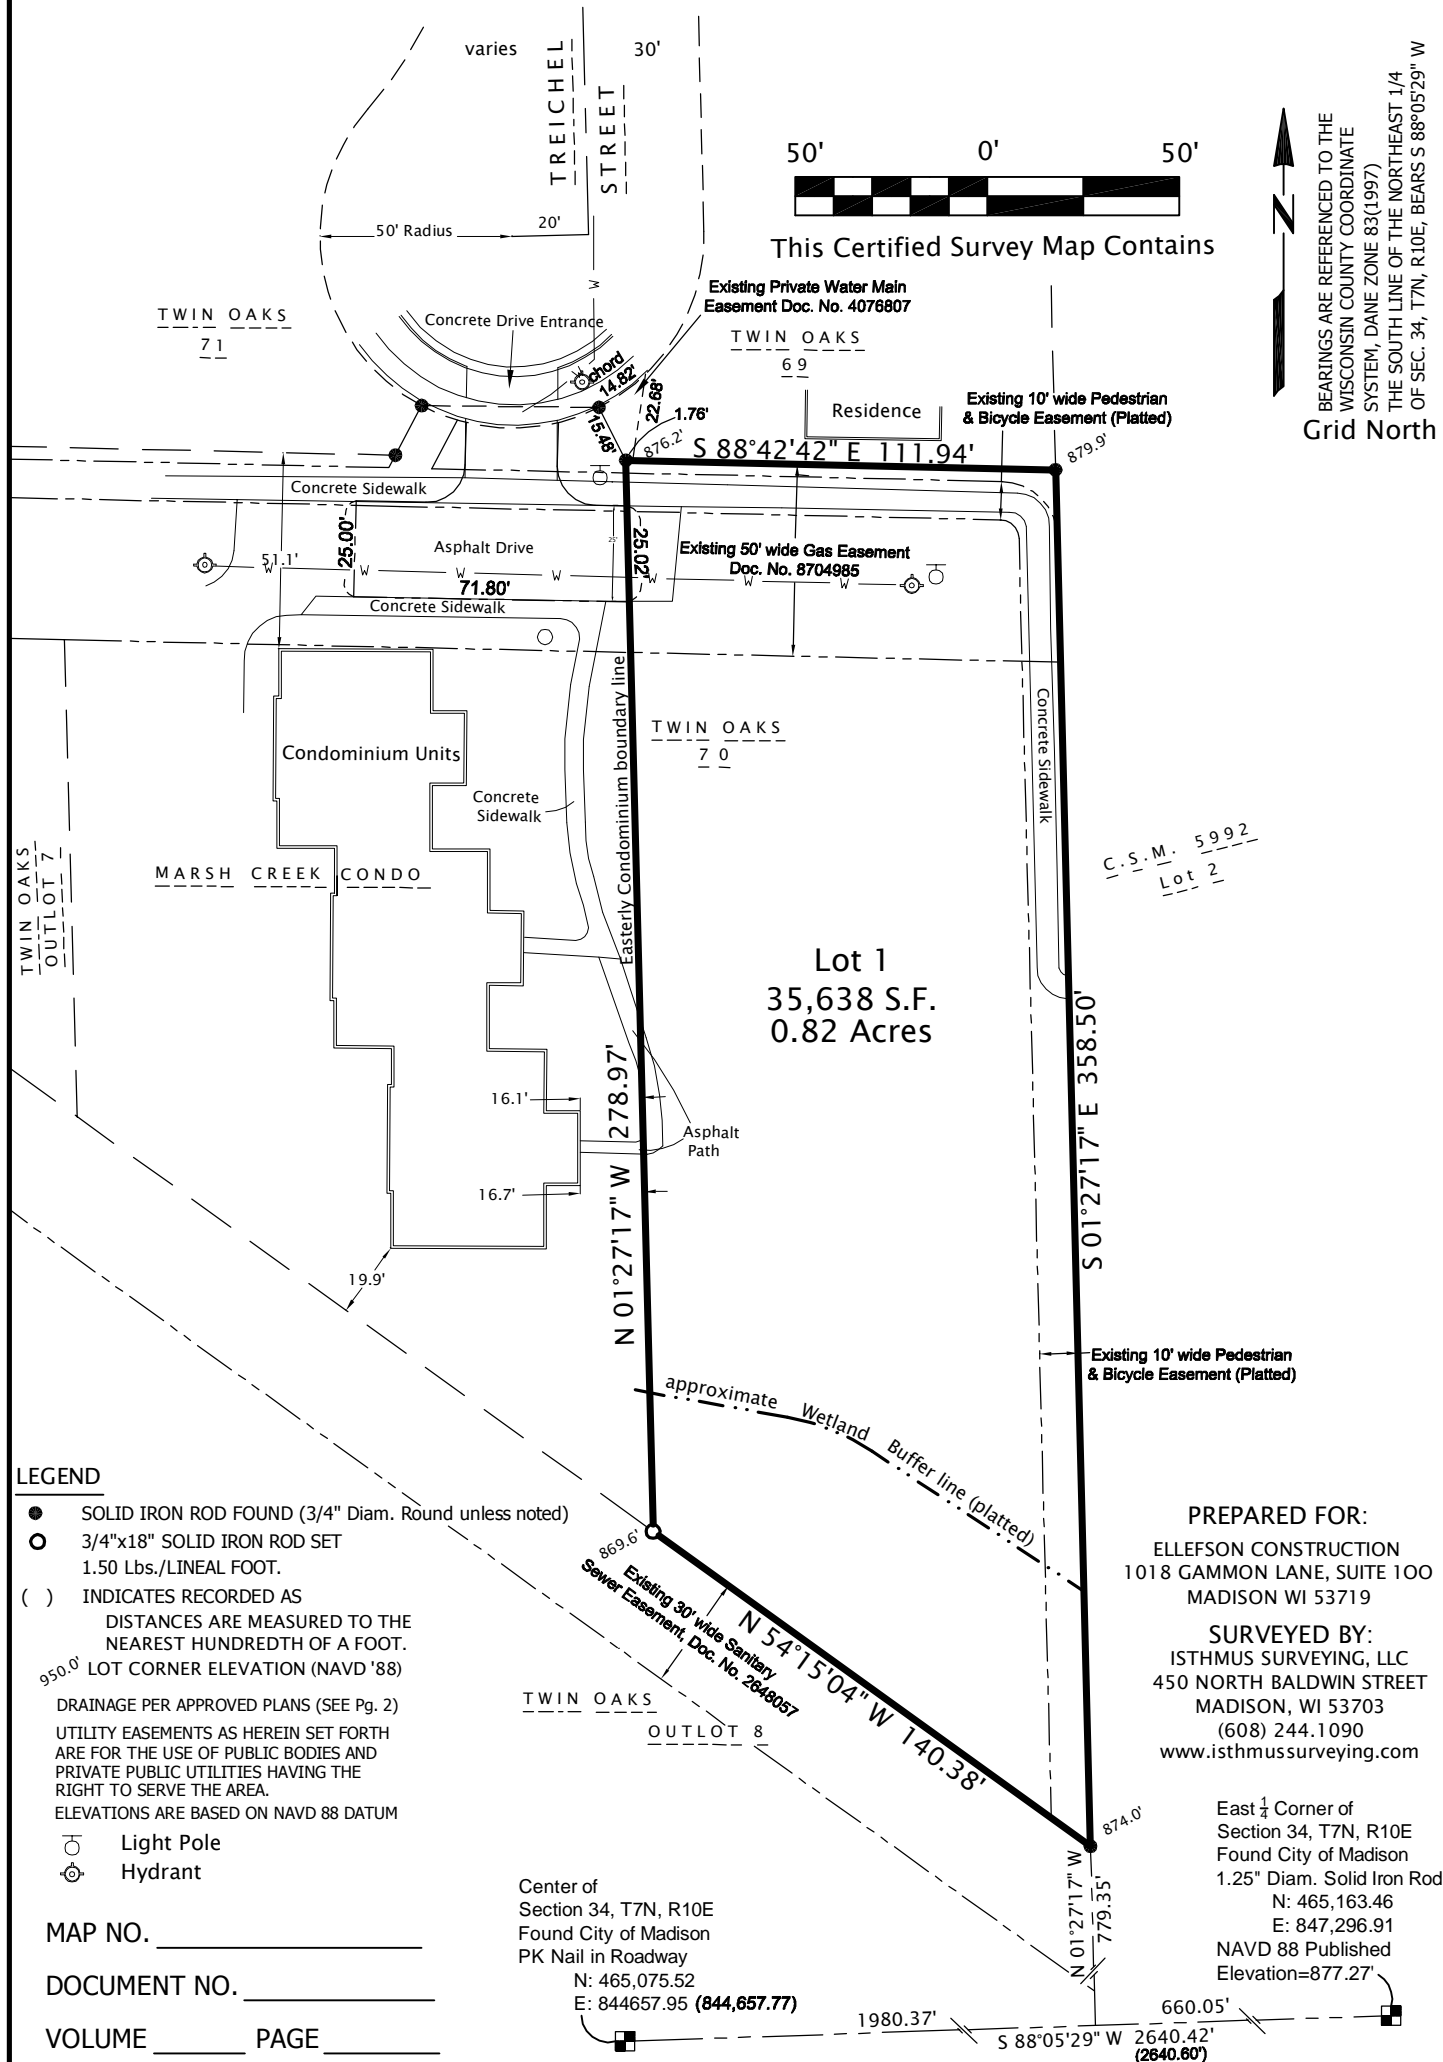 varies
30'
TREICHEL
STREET
50' Radius
20'
50'
0'
50'
This Certified Survey Map Contains
N
BEARINGS ARE REFERENCED TO THE
WISCONSIN COUNTY COORDINATE
SYSTEM, DANE ZONE 83(1997)
THE SOUTH LINE OF THE NORTHEAST 1/4
OF SEC. 34, T7N, R10E, BEARS S 88°05'29" W
Grid North
Existing Private Water Main
Easement Doc. No. 4076807
TWIN OAKS
71
Concrete Drive Entrance
W
W
TWIN OAKS
69
chord
14.82'
22.68'
15.48'
1.76'
Residence
Existing 10' wide Pedestrian
& Bicycle Easement (Platted)
876.2'
S 88°42'42" E 111.94'
879.9'
Concrete Sidewalk
25.00'
51.1'
Asphalt Drive
25'
25.02'
Existing 50' wide Gas Easement
Doc. No. 8704985
W W W W W W
71.80'
Concrete Sidewalk
Easterly Condominium boundary line
Condominium Units
TWIN OAKS
70
Concrete Sidewalk
Concrete
Sidewalk
TWIN OAKS
OUTLOT 7
MARSH CREEK CONDO
C.S.M. 5992
Lot 2
Lot 1
35,638 S.F.
0.82 Acres
N 01°27'17" W 278.97'
S 01°27'17" E 358.50'
16.1'
Asphalt
Path
16.7'
19.9'
Existing 10' wide Pedestrian
& Bicycle Easement (Platted)
approximate Wetland Buffer line (platted)
869.6'
Existing 30' wide Sanitary
Sewer Easement, Doc. No. 2648057
N 54°15'04" W 140.38'
TWIN OAKS
OUTLOT 8
874.0'
N 01°27'17" W
779.35'
LEGEND
SOLID IRON ROD FOUND (3/4" Diam. Round unless noted)
3/4"x18" SOLID IRON ROD SET
1.50 Lbs./LINEAL FOOT.
( ) INDICATES RECORDED AS
DISTANCES ARE MEASURED TO THE
NEAREST HUNDREDTH OF A FOOT.
950.0' LOT CORNER ELEVATION (NAVD '88)
DRAINAGE PER APPROVED PLANS (SEE Pg. 2)
UTILITY EASEMENTS AS HEREIN SET FORTH
ARE FOR THE USE OF PUBLIC BODIES AND
PRIVATE PUBLIC UTILITIES HAVING THE
RIGHT TO SERVE THE AREA.
ELEVATIONS ARE BASED ON NAVD 88 DATUM
Light Pole
Hydrant
MAP NO.
DOCUMENT NO.
VOLUME PAGE
PREPARED FOR:
ELLEFSON CONSTRUCTION
1018 GAMMON LANE, SUITE 1OO
MADISON WI 53719
SURVEYED BY:
ISTHMUS SURVEYING, LLC
450 NORTH BALDWIN STREET
MADISON, WI 53703
(608) 244.1090
www.isthmussurveying.com
East 1/4 Corner of
Section 34, T7N, R10E
Found City of Madison
1.25" Diam. Solid Iron Rod
N: 465,163.46
E: 847,296.91
NAVD 88 Published
Elevation=877.27'
Center of
Section 34, T7N, R10E
Found City of Madison
PK Nail in Roadway
N: 465,075.52
E: 844657.95 (844,657.77)
1980.37'
660.05'
S 88°05'29" W 2640.42'
(2640.60')